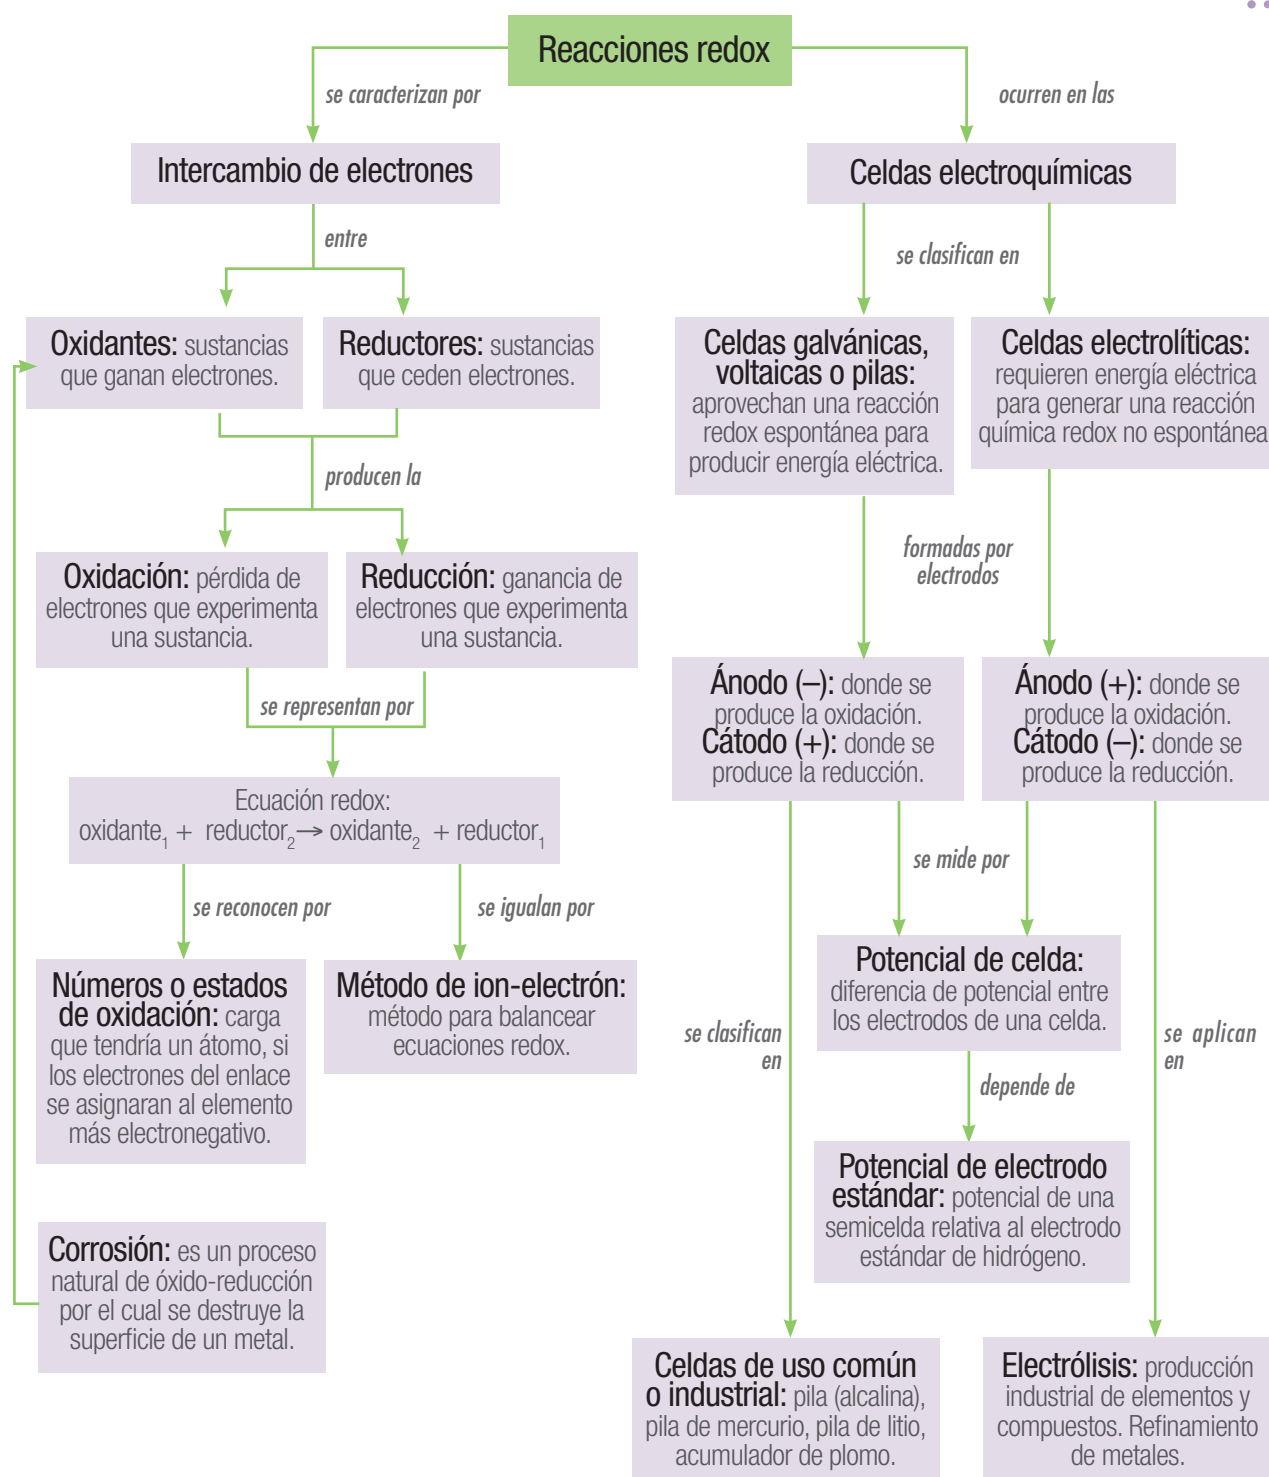 Reacciones redox
se caracterizan por
ocurren en las
Intercambio de electrones
Celdas electroquímicas
entre
se clasifican en
Oxidantes: sustancias
que ganan electrones.
Reductores: sustancias
que ceden electrones.
Celdas galvánicas,
voltaicas o pilas:
aprovechan una reacción
redox espontánea para
producir energía eléctrica.
Celdas electrolíticas:
requieren energía eléctrica
para generar una reacción
química redox no espontánea
producen la
formadas por
electrodos
Oxidación: pérdida de
electrones que experimenta
una sustancia.
Reducción: ganancia de
electrones que experimenta
una sustancia.
Ánodo (–): donde se
produce la oxidación.
Cátodo (+): donde se
produce la reducción.
Ánodo (+): donde se
produce la oxidación.
Cátodo (–): donde se
produce la reducción.
se representan por
Ecuación redox:
oxidante₁ + reductor₂ → oxidante₂ + reductor₁
se mide por
se reconocen por
se igualan por
Números o estados
de oxidación: carga
que tendría un átomo, si
los electrones del enlace
se asignaran al elemento
más electronegativo.
Método de ion-electrón:
método para balancear
ecuaciones redox.
Potencial de celda:
diferencia de potencial entre
los electrodos de una celda.
se clasifican
en
se aplican
en
depende de
Potencial de electrodo
estándar: potencial de una
semicelda relativa al electrodo
estándar de hidrógeno.
Corrosión: es un proceso
natural de óxido-reducción
por el cual se destruye la
superficie de un metal.
Celdas de uso común
o industrial: pila (alcalina),
pila de mercurio, pila de litio,
acumulador de plomo.
Electrólisis: producción
industrial de elementos y
compuestos. Refinamiento
de metales.